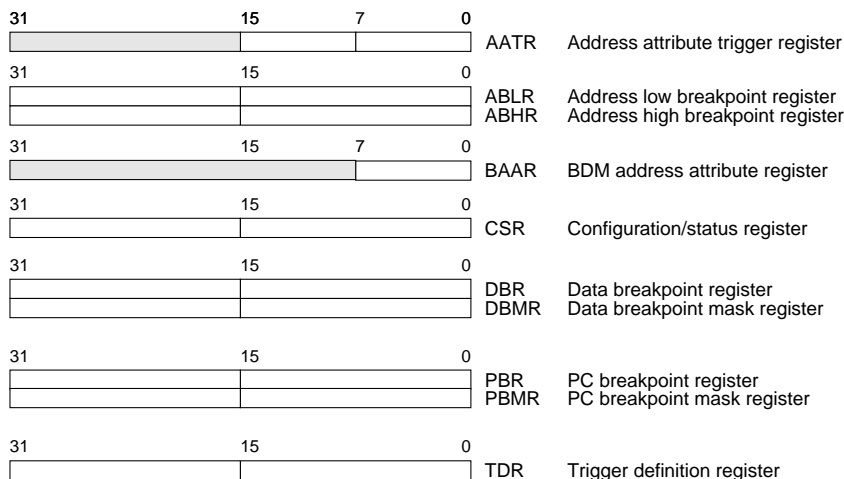 31 15 7 0
AATR Address attribute trigger register
31 15 0
ABLR Address low breakpoint register
ABHR Address high breakpoint register
31 15 7 0
BAAR BDM address attribute register
31 15 0
CSR Configuration/status register
31 15 0
DBR Data breakpoint register
DBMR Data breakpoint mask register
31 15 0
PBR PC breakpoint register
PBMR PC breakpoint mask register
31 15 0
TDR Trigger definition register